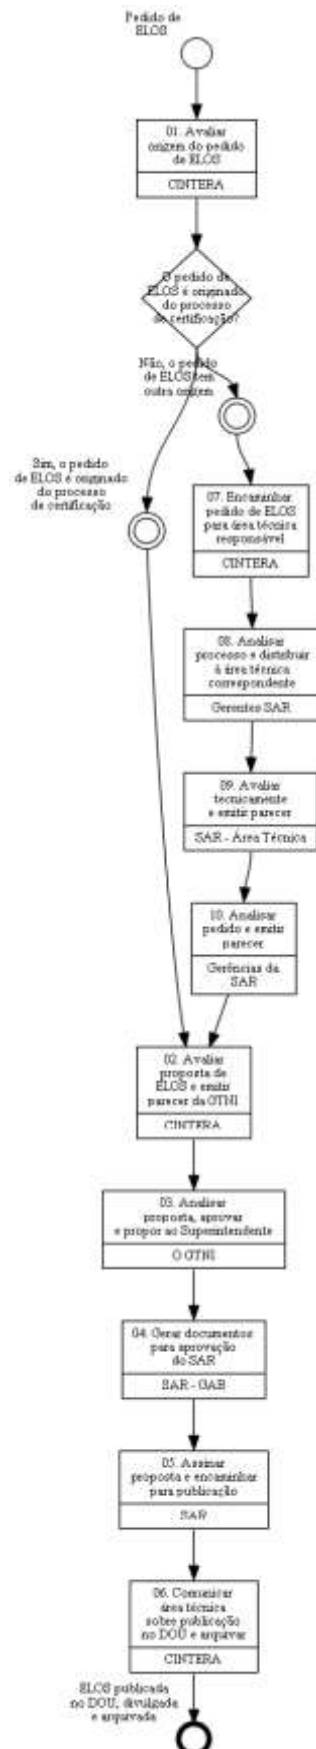 Pedido de
ELOS
01. Avaliar
origem do pedido
de ELOS
CINTERA
O pedido de
ELOS é originado
do processo
de certificação?
Não, o pedido
de ELOS tem
outra origem
Sim, o pedido
de ELOS é originado
do processo
de certificação
07. Encaminhar
pedido de ELOS
para área técnica
responsável
CINTERA
08. Analisar
processo e distribuir
à área técnica
correspondente
Gerentes SAR
09. Avaliar
tecnicamente
e emitir parecer
SAR - Área Técnica
10. Analisar
pedido e emitir
parecer
Gerências da
SAR
02. Avaliar
proposta de
ELOS e emitir
parecer da GTNI
CINTERA
03. Analisar
proposta, aprovar
e propor ao Superintendente
O GTNI
04. Gerar documentos
para aprovação
do SAR
SAR - GAB
05. Assinar
proposta e encaminhar
para publicação
SAR
06. Comunicar
área técnica
sobre publicação
no DOU e arquivar
CINTERA
ELOS publicada
no DOU, divulgada
e arquivada